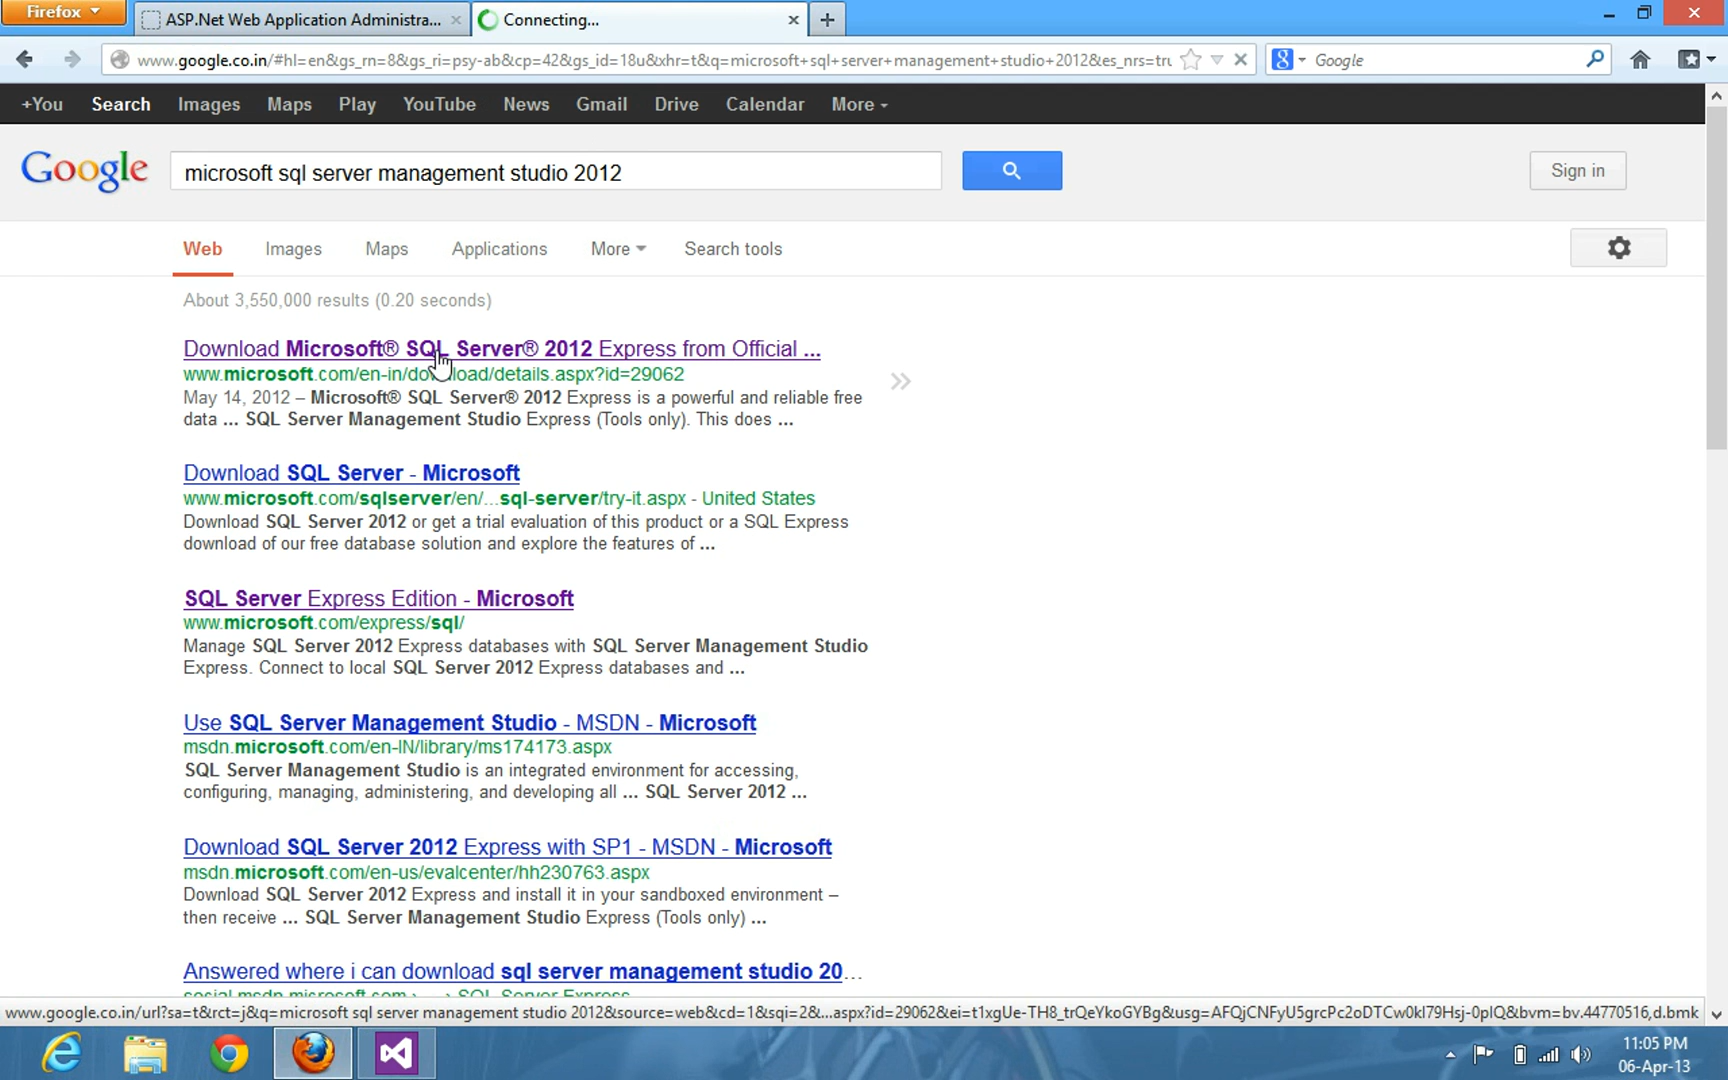 Firefox
ASP.Net Web Application Administra...
Connecting...
www.google.co.in/#hl=en&gs_rn=8&gs_ri=psy-ab&cp=42&gs_id=18u&xhr=t&q=microsoft+sql+server+management+studio+2012&es_nrs=tru
Google
+You Search Images Maps Play YouTube News Gmail Drive Calendar More
Google
microsoft sql server management studio 2012
Sign in
Web Images Maps Applications More Search tools
About 3,550,000 results (0.20 seconds)
Download Microsoft® SQL Server® 2012 Express from Official ...
www.microsoft.com/en-in/download/details.aspx?id=29062
May 14, 2012 – Microsoft® SQL Server® 2012 Express is a powerful and reliable free
data ... SQL Server Management Studio Express (Tools only). This does ...
Download SQL Server - Microsoft
www.microsoft.com/sqlserver/en/...sql-server/try-it.aspx - United States
Download SQL Server 2012 or get a trial evaluation of this product or a SQL Express
download of our free database solution and explore the features of ...
SQL Server Express Edition - Microsoft
www.microsoft.com/express/sql/
Manage SQL Server 2012 Express databases with SQL Server Management Studio
Express. Connect to local SQL Server 2012 Express databases and ...
Use SQL Server Management Studio - MSDN - Microsoft
msdn.microsoft.com/en-IN/library/ms174173.aspx
SQL Server Management Studio is an integrated environment for accessing,
configuring, managing, administering, and developing all ... SQL Server 2012 ...
Download SQL Server 2012 Express with SP1 - MSDN - Microsoft
msdn.microsoft.com/en-us/evalcenter/hh230763.aspx
Download SQL Server 2012 Express and install it in your sandboxed environment –
then receive ... SQL Server Management Studio Express (Tools only) ...
Answered where i can download sql server management studio 20...
social.msdn.microsoft.com › ... › SQL Server Express
www.google.co.in/url?sa=t&rct=j&q=microsoft sql server management studio 2012&source=web&cd=1&sqi=2&...aspx?id=29062&ei=t1xgUe-TH8_trQeYkoGYBg&usg=AFQjCNFyU5grcPc2oDTCw0kl79Hsj-0pIQ&bvm=bv.44770516,d.bmk
11:05 PM
06-Apr-13